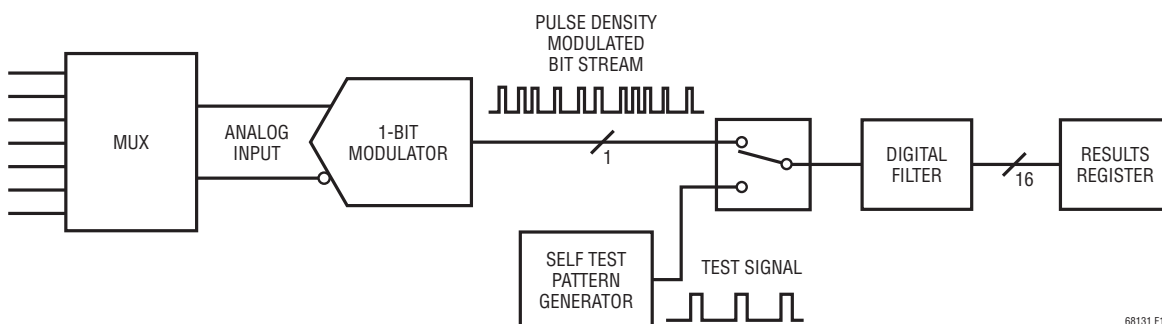 PULSE DENSITY
MODULATED
BIT STREAM
MUX
ANALOG
INPUT
1-BIT
MODULATOR
1
DIGITAL
FILTER
16
RESULTS
REGISTER
SELF TEST
PATTERN
GENERATOR
TEST SIGNAL